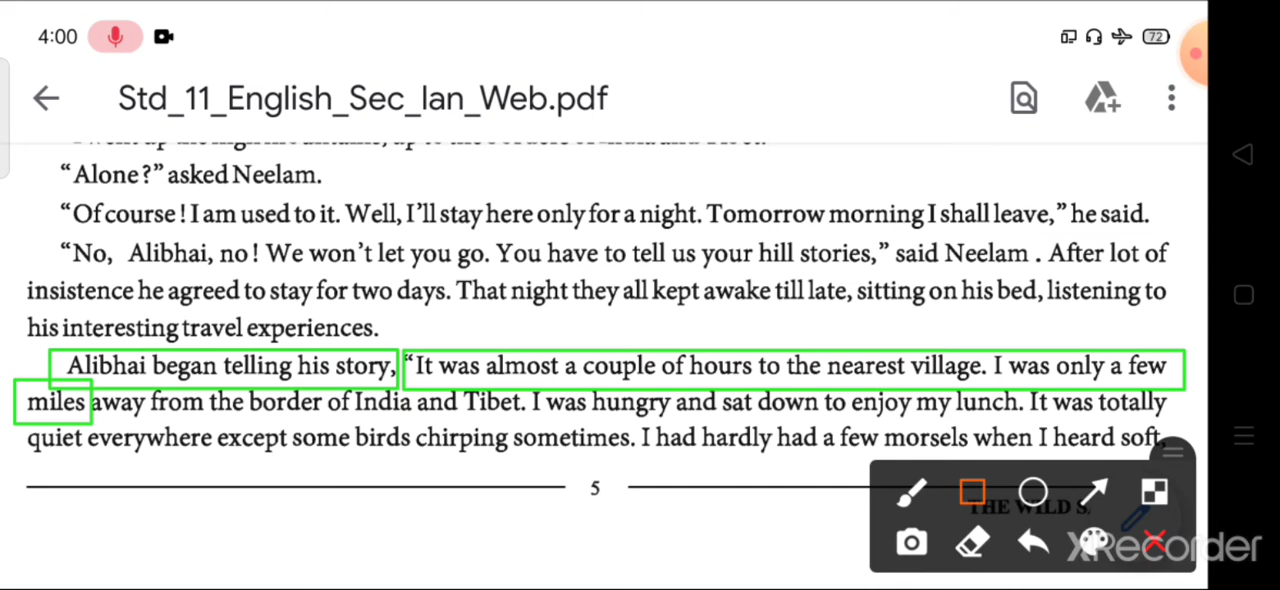 4:00
72
Std_11_English_Sec_lan_Web.pdf
“Alone?” asked Neelam.
“Of course ! I am used to it. Well, I’ll stay here only for a night. Tomorrow morning I shall leave,” he said.
“No, Alibhai, no ! We won’t let you go. You have to tell us your hill stories,” said Neelam . After lot of
insistence he agreed to stay for two days. That night they all kept awake till late, sitting on his bed, listening to
his interesting travel experiences.
Alibhai began telling his story, “It was almost a couple of hours to the nearest village. I was only a few
miles away from the border of India and Tibet. I was hungry and sat down to enjoy my lunch. It was totally
quiet everywhere except some birds chirping sometimes. I had hardly had a few morsels when I heard soft,
5
THE WILD S
XRecorder